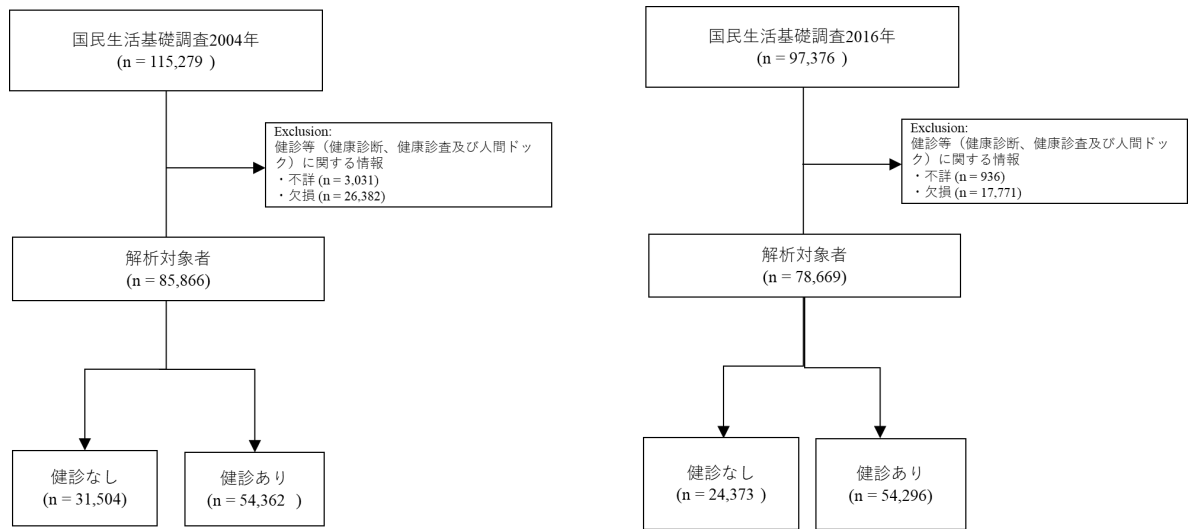 国民生活基礎調査2004年
(n = 115,279 )
Exclusion:
健診等（健康診断、健康診査及び人間ドッ
ク）に関する情報
・不詳 (n = 3,031)
・欠損 (n = 26,382)
解析対象者
(n = 85,866)
健診なし
(n = 31,504)
健診あり
(n = 54,362 )
国民生活基礎調査2016年
(n = 97,376 )
Exclusion:
健診等（健康診断、健康診査及び人間ドッ
ク）に関する情報
・不詳 (n = 936)
・欠損 (n = 17,771)
解析対象者
(n = 78,669)
健診なし
(n = 24,373 )
健診あり
(n = 54,296)